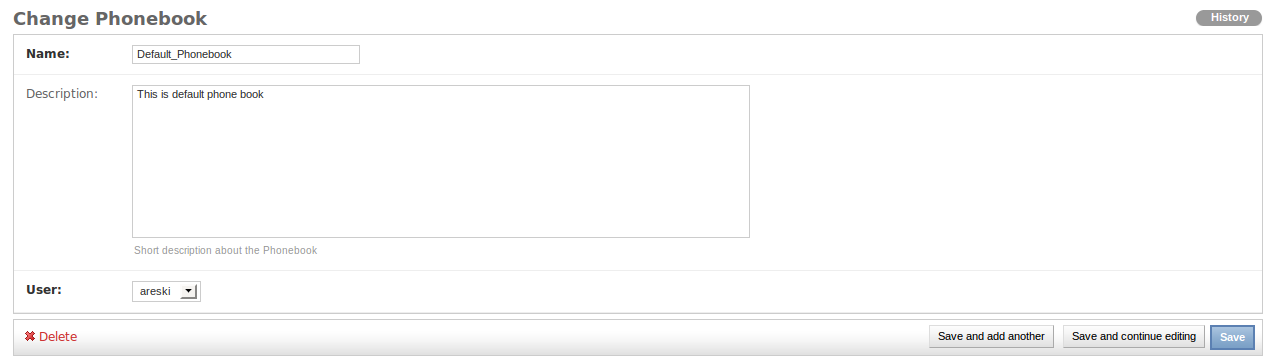 Change Phonebook
History
Name: Default_Phonebook
Description: This is default phone book
Short description about the Phonebook
User: areski
Delete Save and add another Save and continue editing Save